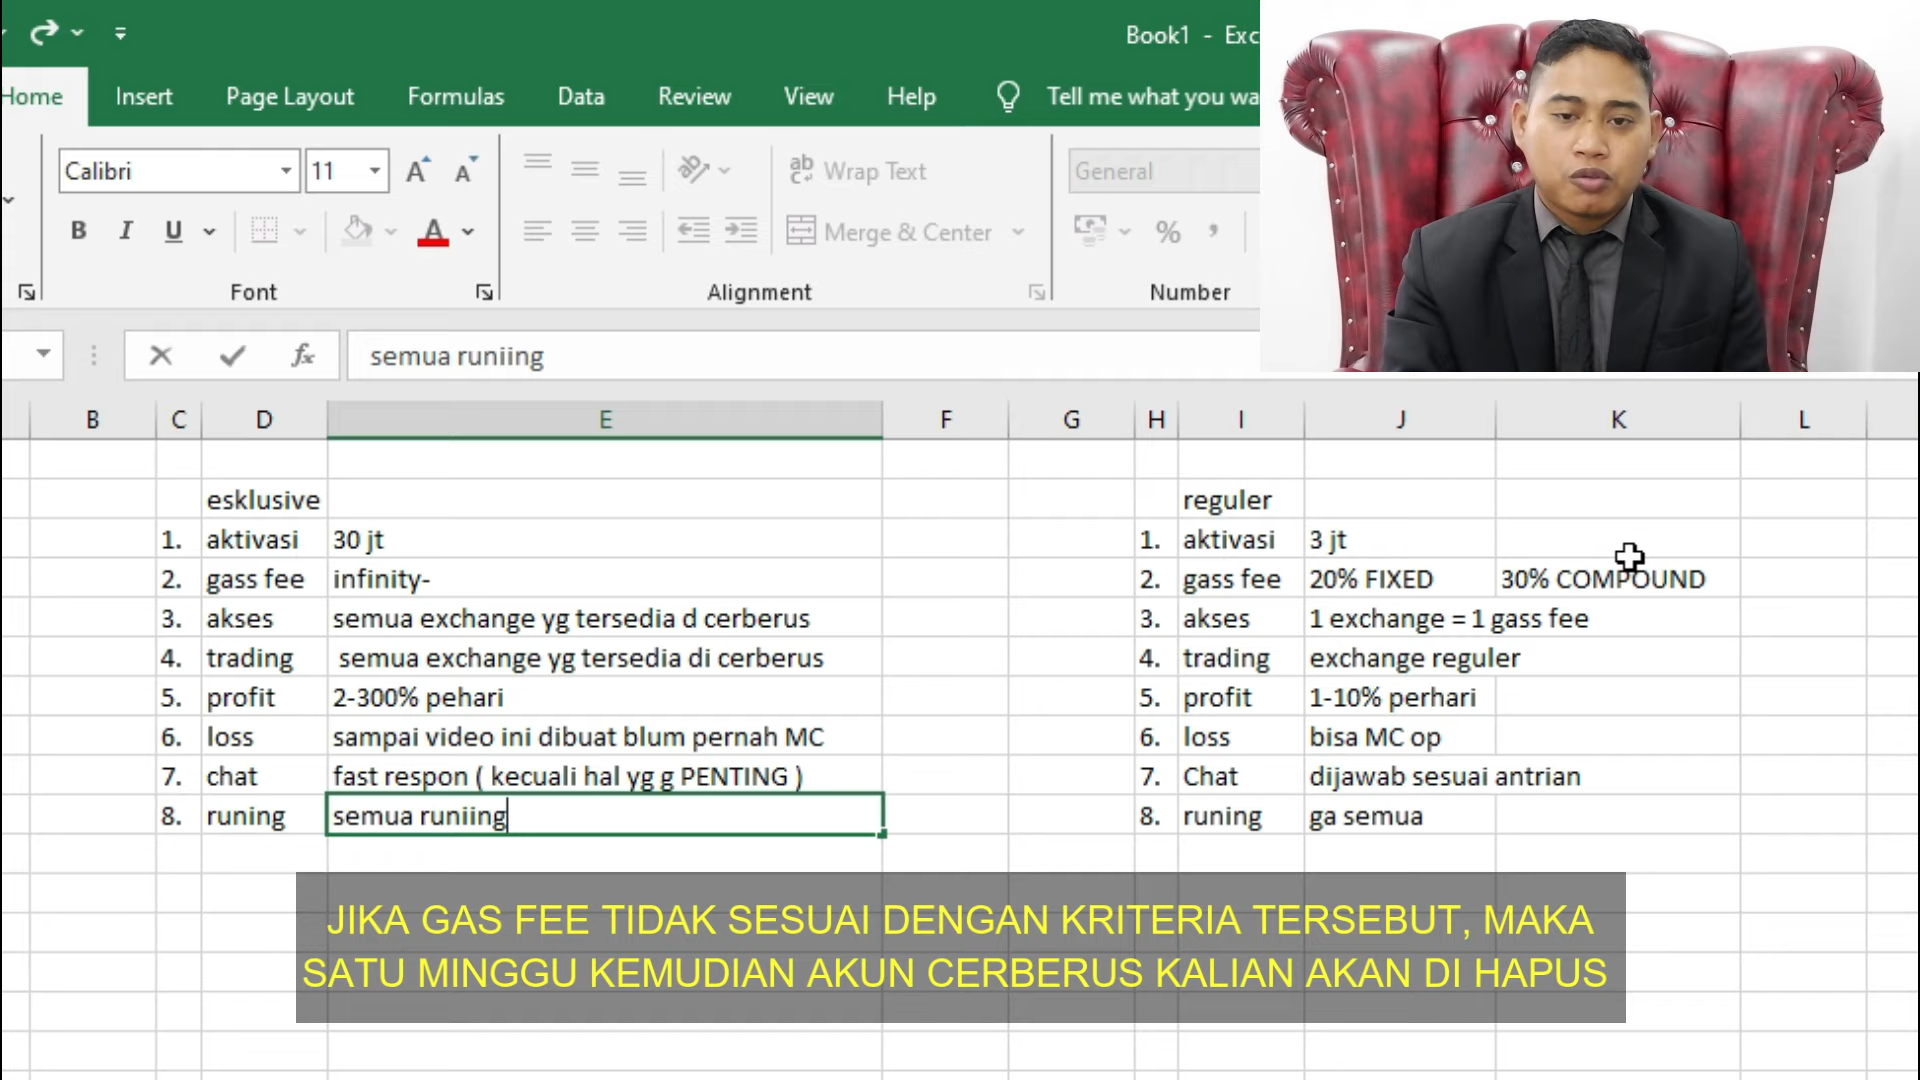 Book1 - Exc
Home Insert Page Layout Formulas Data Review View Help Tell me what you wa
Calibri 11 A A ab Wrap Text General
B I U A Merge & Center % ,
Font Alignment Number
fx semua runiing
B C D E F G H I J K L
esklusive reguler
1. aktivasi 30 jt 1. aktivasi 3 jt
2. gass fee infinity- 2. gass fee 20% FIXED 30% COMPOUND
3. akses semua exchange yg tersedia d cerberus 3. akses 1 exchange = 1 gass fee
4. trading semua exchange yg tersedia di cerberus 4. trading exchange reguler
5. profit 2-300% pehari 5. profit 1-10% perhari
6. loss sampai video ini dibuat blum pernah MC 6. loss bisa MC op
7. chat fast respon ( kecuali hal yg g PENTING ) 7. Chat dijawab sesuai antrian
8. runing semua runiing 8. runing ga semua
JIKA GAS FEE TIDAK SESUAI DENGAN KRITERIA TERSEBUT, MAKA
SATU MINGGU KEMUDIAN AKUN CERBERUS KALIAN AKAN DI HAPUS